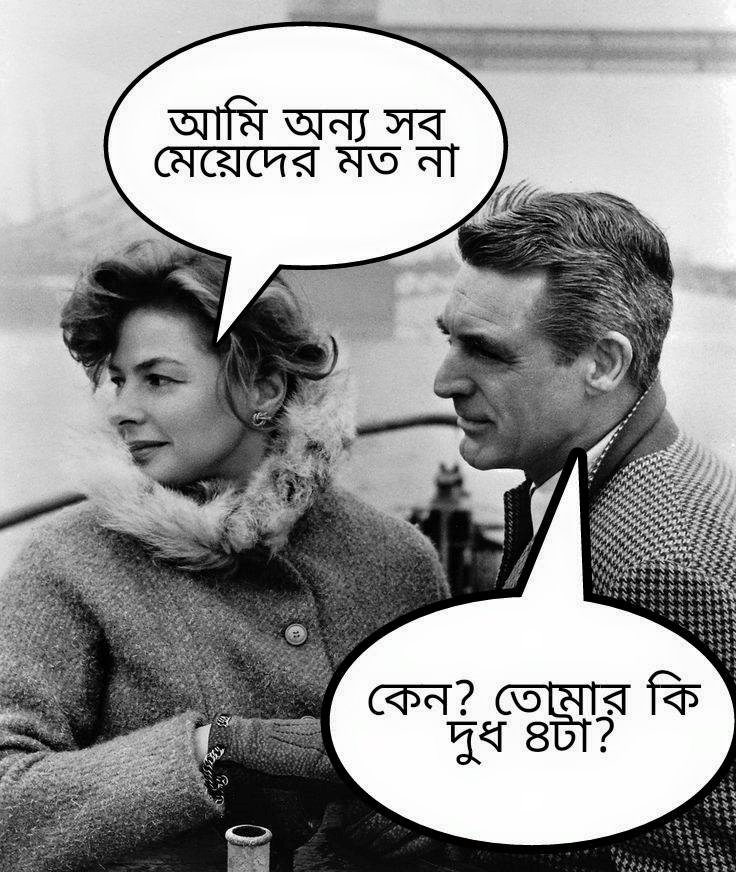 আমি অন্য সব
মেয়েদের মত না
কেন? তোমার কি
দুধ ৪টা?